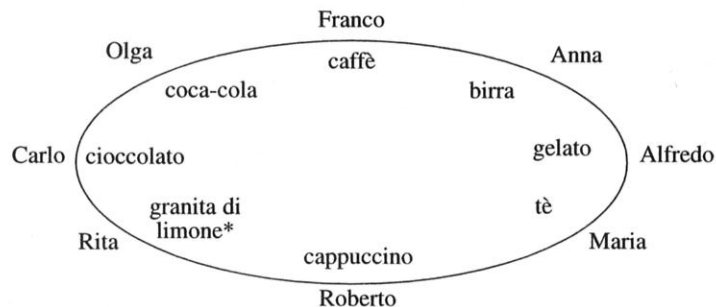 Franco
Olga
Anna
caffè
coca-cola
birra
Carlo
cioccolato
gelato
Alfredo
granita di
limone*
tè
Rita
Maria
cappuccino
Roberto